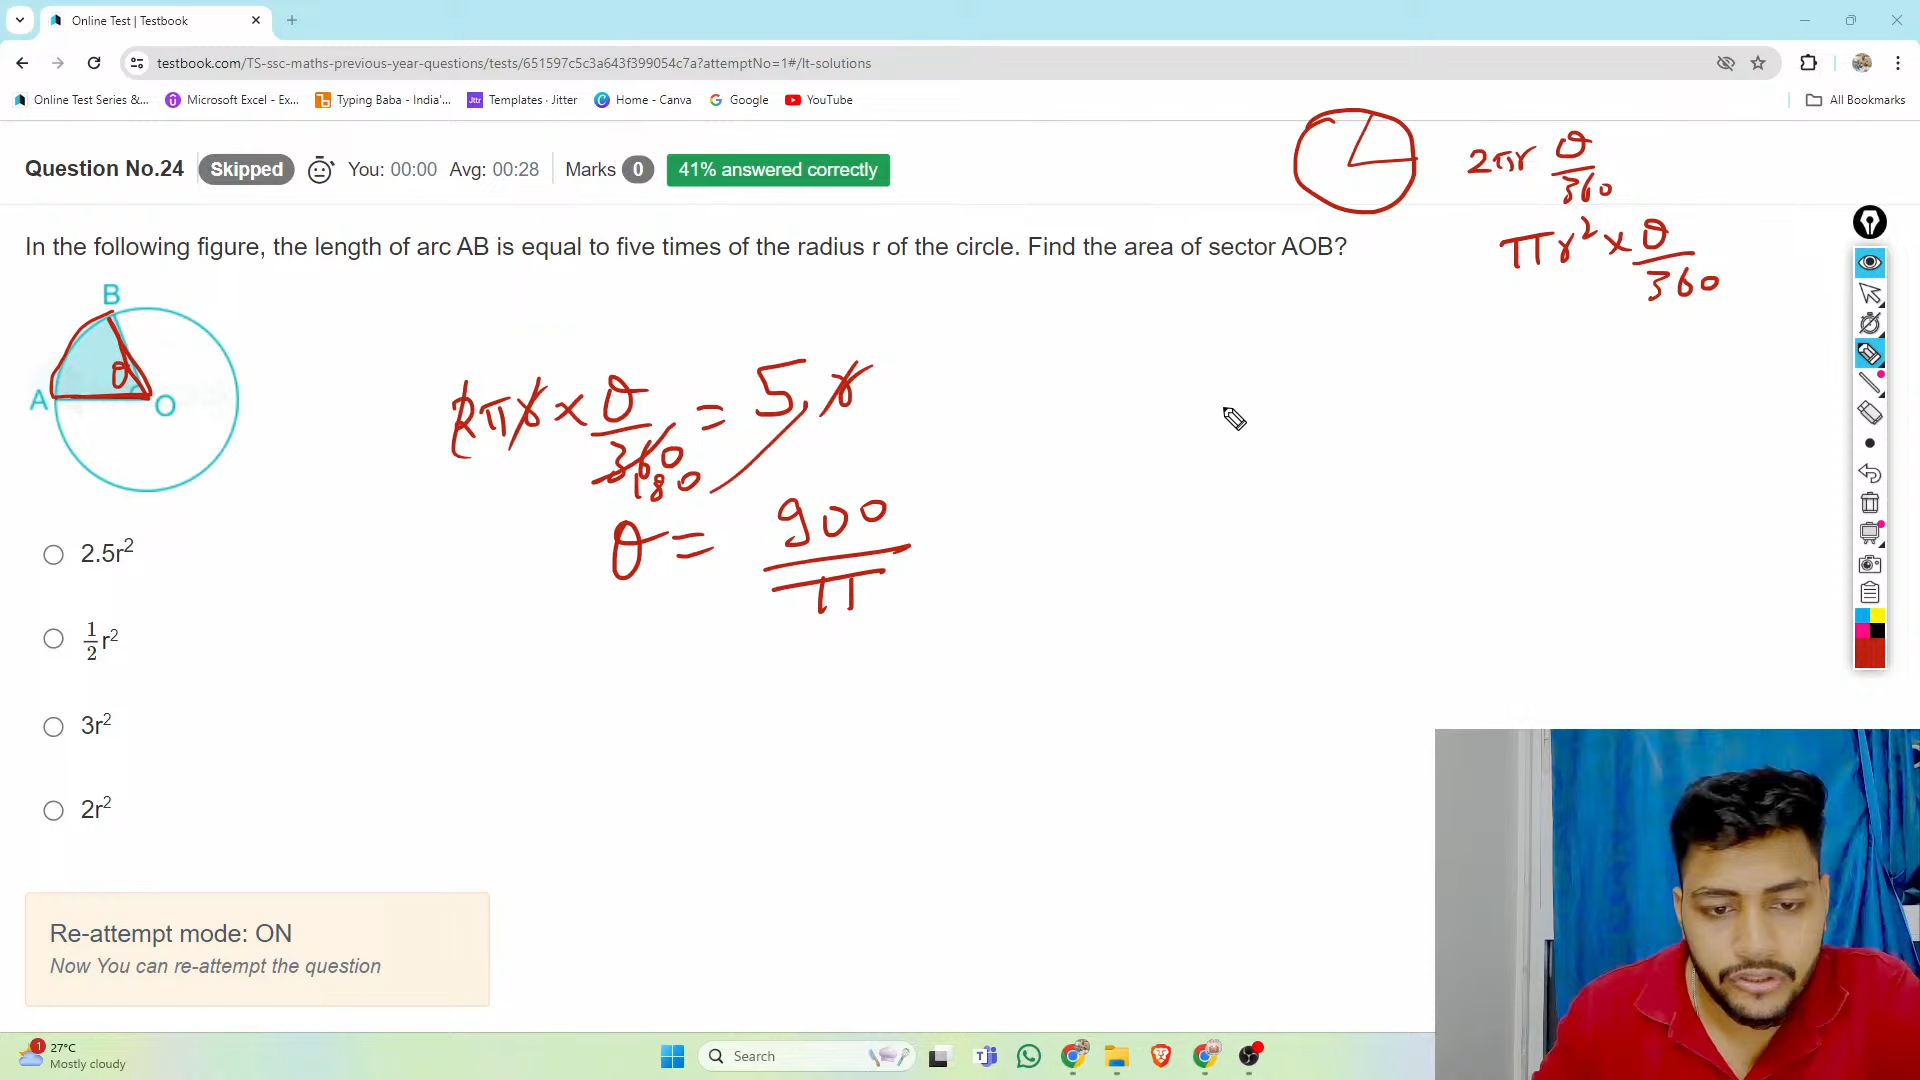 Online Test | Testbook
testbook.com/TS-ssc-maths-previous-year-questions/tests/651597c5c3a643f399054c7a?attemptNo=1#/lt-solutions
Online Test Series &... Microsoft Excel - Ex... Typing Baba - India'... Templates · Jitter Home - Canva Google YouTube All Bookmarks
Question No.24 Skipped You: 00:00 Avg: 00:28 Marks 0 41% answered correctly
2πr θ/360
In the following figure, the length of arc AB is equal to five times of the radius r of the circle. Find the area of sector AOB?
πr² × θ/360
B
θ
A
O
2πr × θ/360 = 5 r
180
θ = 900/π
2.5r²
1/2 r²
3r²
2r²
Re-attempt mode: ON
Now You can re-attempt the question
1
27°C
Mostly cloudy
Search